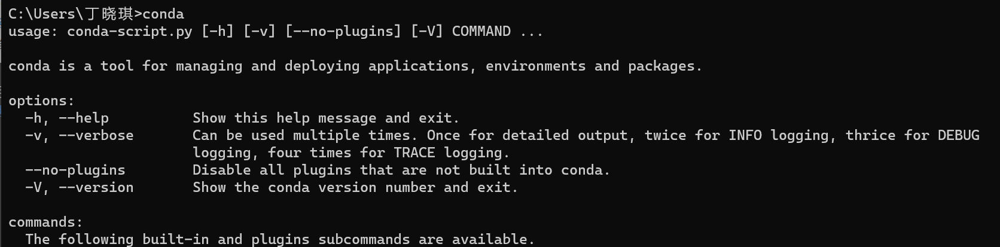 C:\Users\丁晓琪>conda
usage: conda-script.py [-h] [-v] [--no-plugins] [-V] COMMAND ...
conda is a tool for managing and deploying applications, environments and packages.
options:
-h, --help Show this help message and exit.
-v, --verbose Can be used multiple times. Once for detailed output, twice for INFO logging, thrice for DEBUG
logging, four times for TRACE logging.
--no-plugins Disable all plugins that are not built into conda.
-V, --version Show the conda version number and exit.
commands:
The following built-in and plugins subcommands are available.